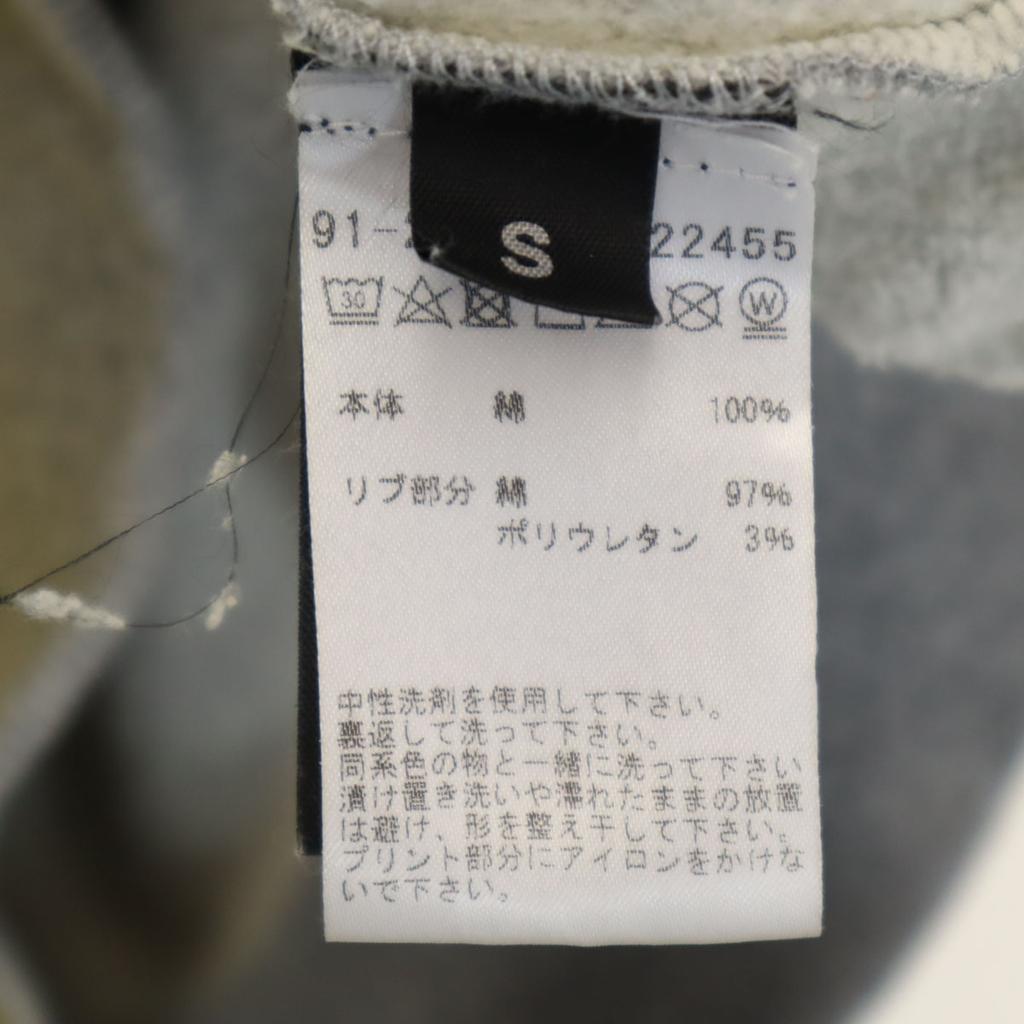 S
91-2 22455
30 W
本体 綿 100%
リブ部分 綿 97%
ポリウレタン 3%
中性洗剤を使用して下さい。
裏返して洗って下さい。
同系色の物と一緒に洗って下さい
漬け置き洗いや濡れたままの放置
は避け、形を整え干して下さい。
プリント部分にアイロンをかけな
いで下さい。